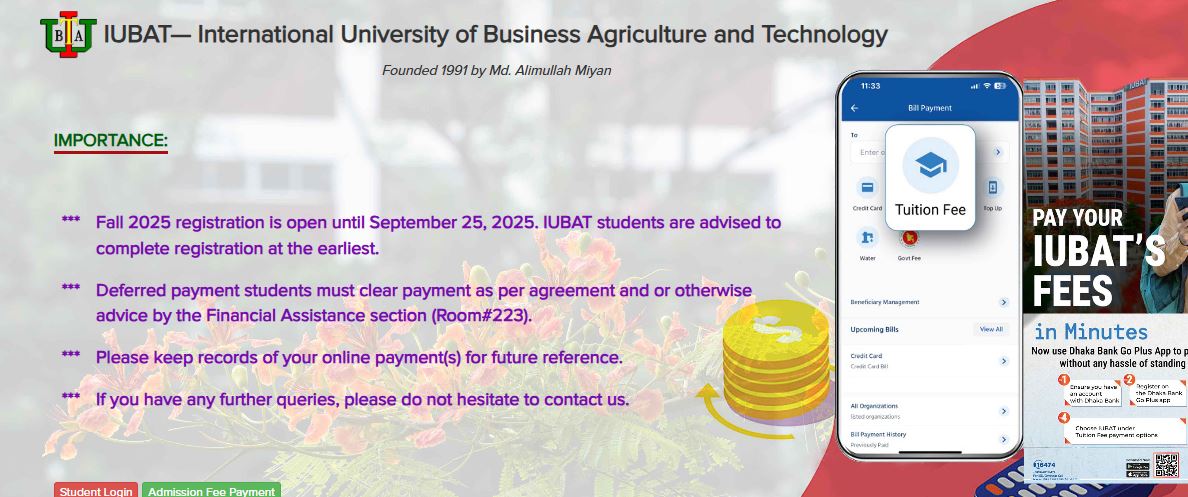 IUBAT— International University of Business Agriculture and Technology
Founded 1991 by Md. Alimullah Miyan
IMPORTANCE:
*** Fall 2025 registration is open until September 25, 2025. IUBAT students are advised to
complete registration at the earliest.
*** Deferred payment students must clear payment as per agreement and or otherwise
advice by the Financial Assistance section (Room#223).
*** Please keep records of your online payment(s) for future reference.
*** If you have any further queries, please do not hesitate to contact us.
Student Login
Admission Fee Payment
11:33
Bill Payment
To
Enter
Tuition Fee
Credit Card
Top Up
Water
Govt Fee
Beneficiary Management
Upcoming Bills
View All
Credit Card
Credit Card Bill
All Organizations
listed organizations
Bill Payment History
Previously Paid
IUBAT
PAY YOUR
IUBAT'S
FEES
in Minutes
Now use Dhaka Bank Go Plus App to p
without any hassle of standing
1
Ensure you have
an account
with Dhaka Bank
2
Register on
the Dhaka Bank
Go Plus app
4
Choose IUBAT under
Tuition Fee payment options
16474